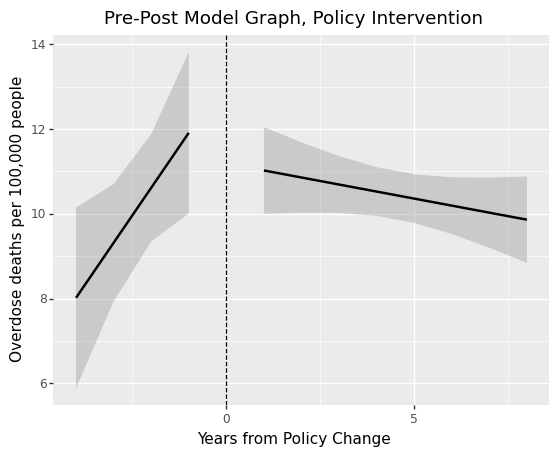 Pre-Post Model Graph, Policy Intervention
Overdose deaths per 100,000 people
14
12
10
8
6
0
5
Years from Policy Change